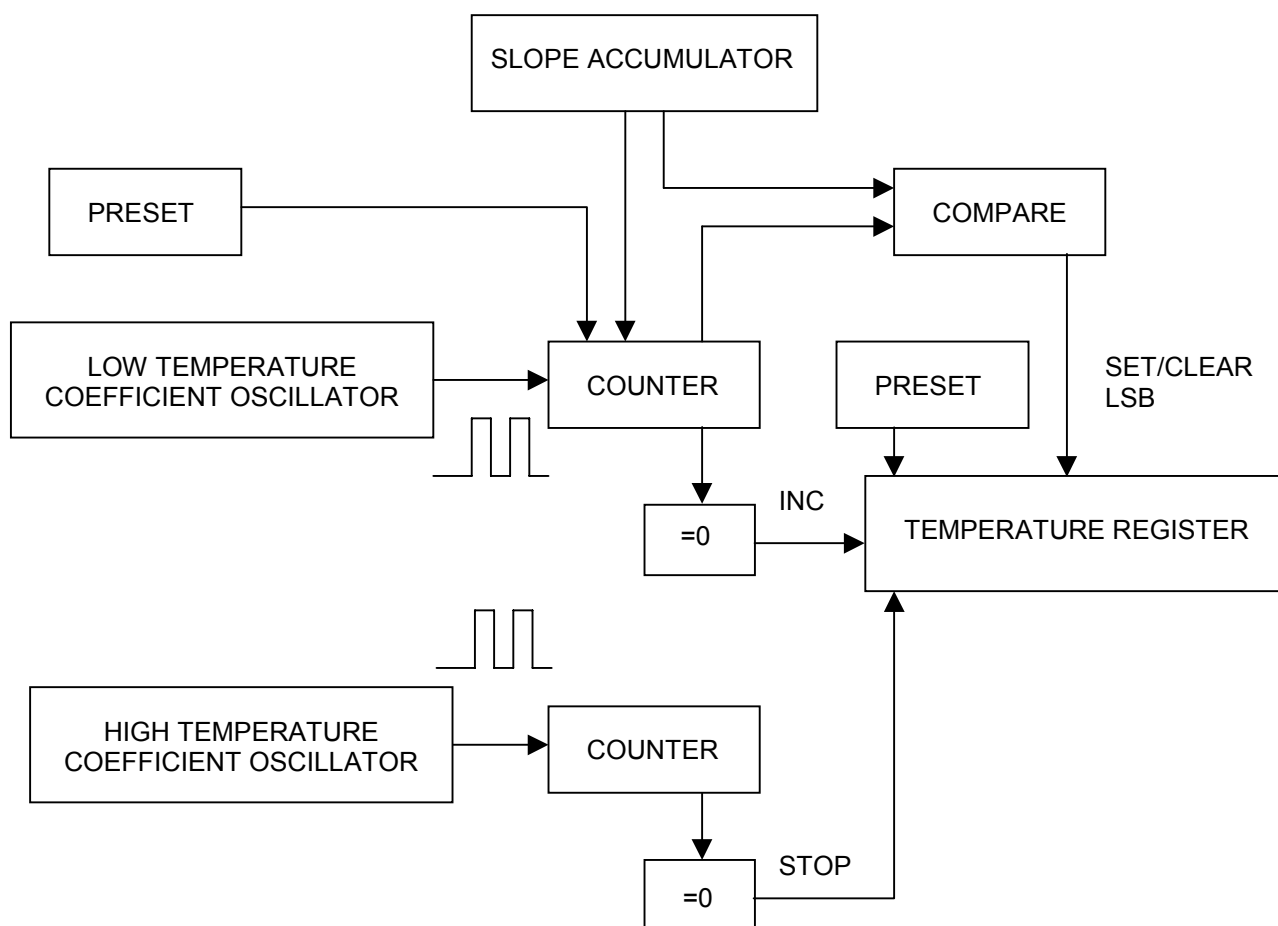 SLOPE ACCUMULATOR
PRESET
COMPARE
LOW TEMPERATURE
COEFFICIENT OSCILLATOR
COUNTER
PRESET
SET/CLEAR
LSB
=0
INC
TEMPERATURE REGISTER
HIGH TEMPERATURE
COEFFICIENT OSCILLATOR
COUNTER
=0
STOP